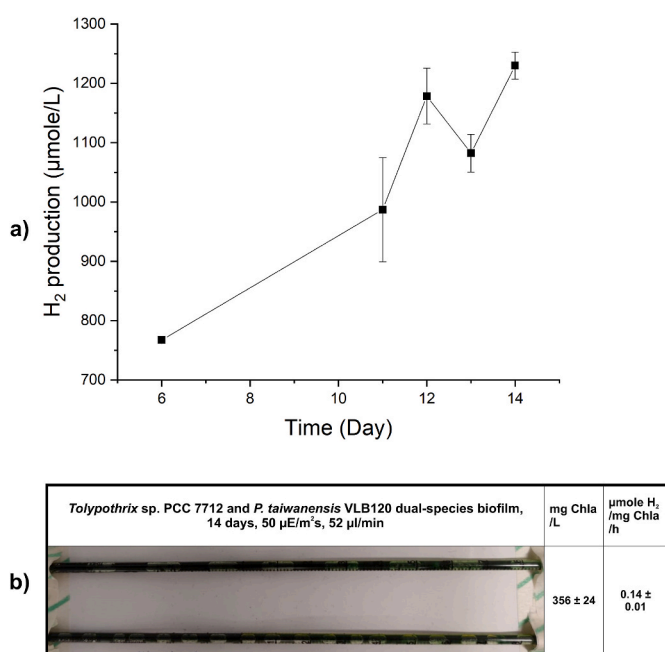 a)
H₂ production (µmole/L)
1300
1200
1100
1000
900
800
700
6
8
10
12
14
Time (Day)
b)
Tolypothrix sp. PCC 7712 and P. taiwanensis VLB120 dual-species biofilm,
14 days, 50 µE/m²s, 52 µl/min
mg Chla
/L
µmole H₂
/mg Chla
/h
356 ± 24
0.14 ±
0.01